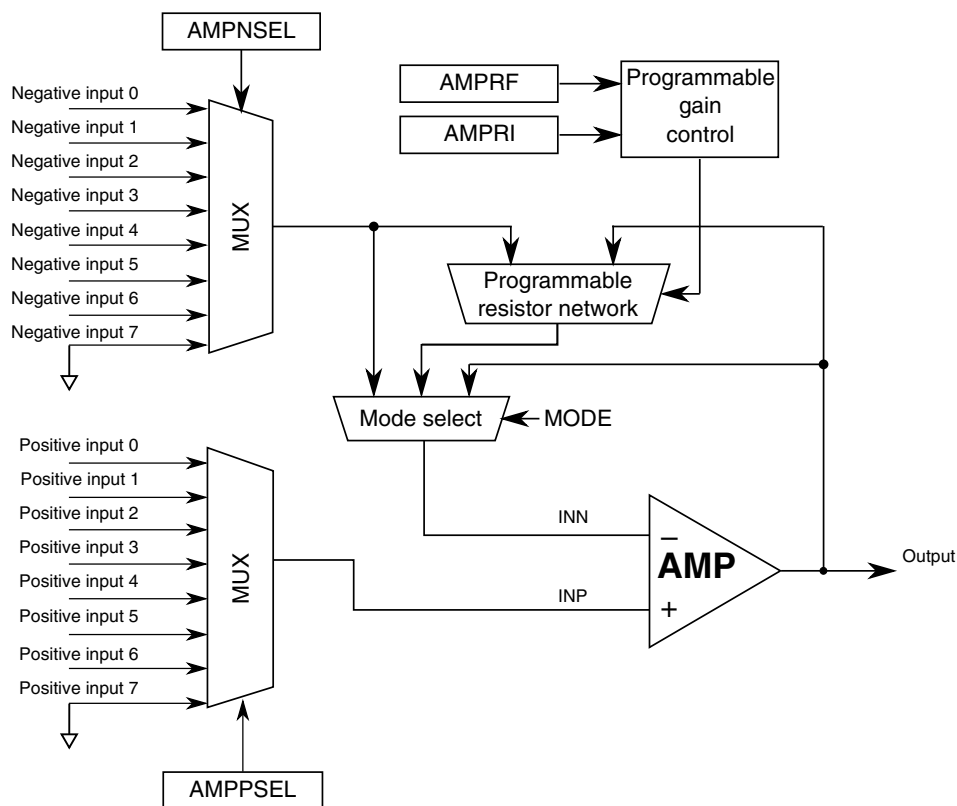 AMPNSEL
Negative input 0
Negative input 1
Negative input 2
Negative input 3
Negative input 4
Negative input 5
Negative input 6
Negative input 7
MUX
AMPRF
AMPRI
Programmable
gain
control
Programmable
resistor network
Mode select
MODE
Positive input 0
Positive input 1
Positive input 2
Positive input 3
Positive input 4
Positive input 5
Positive input 6
Positive input 7
MUX
INN
INP
−
AMP
+
Output
AMPPSEL